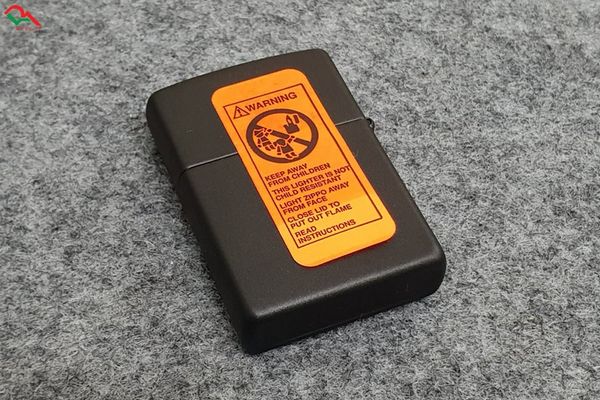 WARNING
KEEP AWAY
FROM CHILDREN
THIS LIGHTER IS NOT
CHILD RESISTANT
LIGHT ZIPPO AWAY
FROM FACE
CLOSE LID TO
PUT OUT FLAME
READ
INSTRUCTIONS